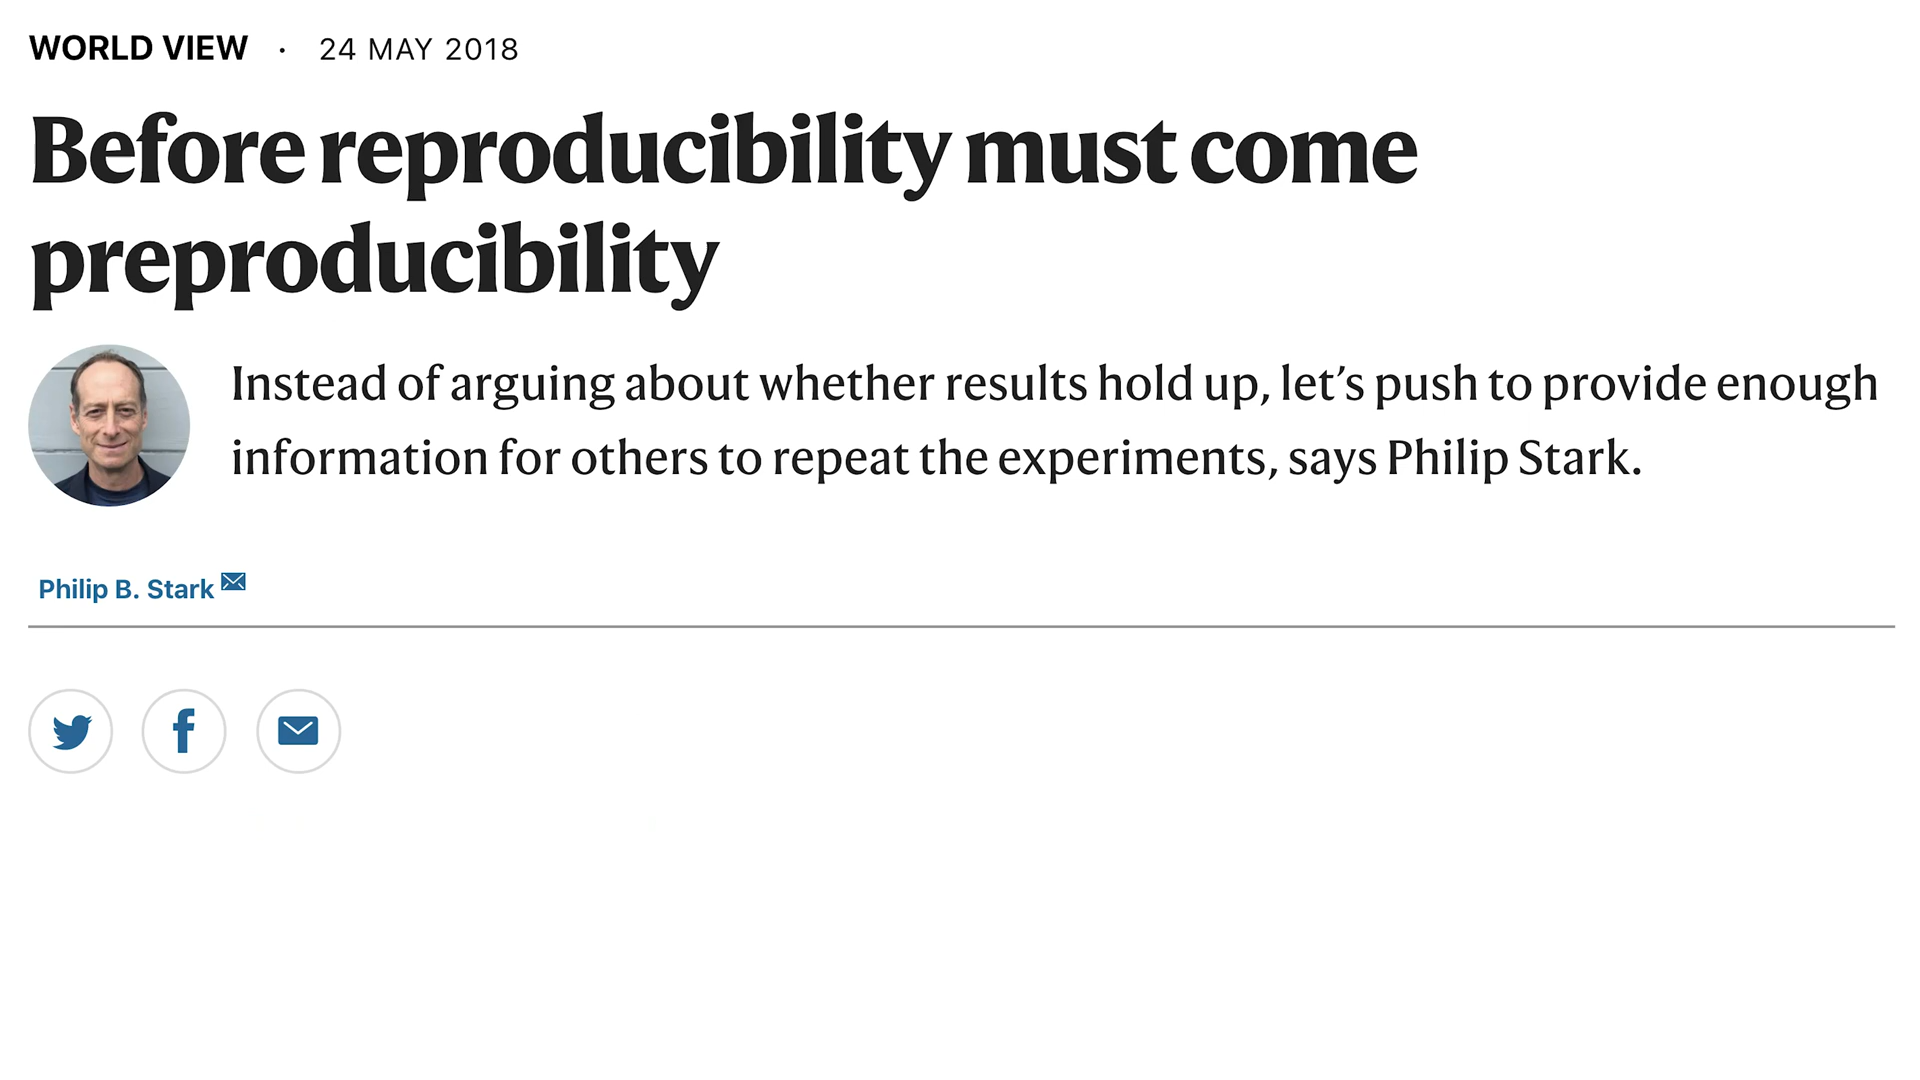 WORLD VIEW · 24 MAY 2018
Before reproducibility must come
preproducibility
Instead of arguing about whether results hold up, let’s push to provide enough
information for others to repeat the experiments, says Philip Stark.
Philip B. Stark